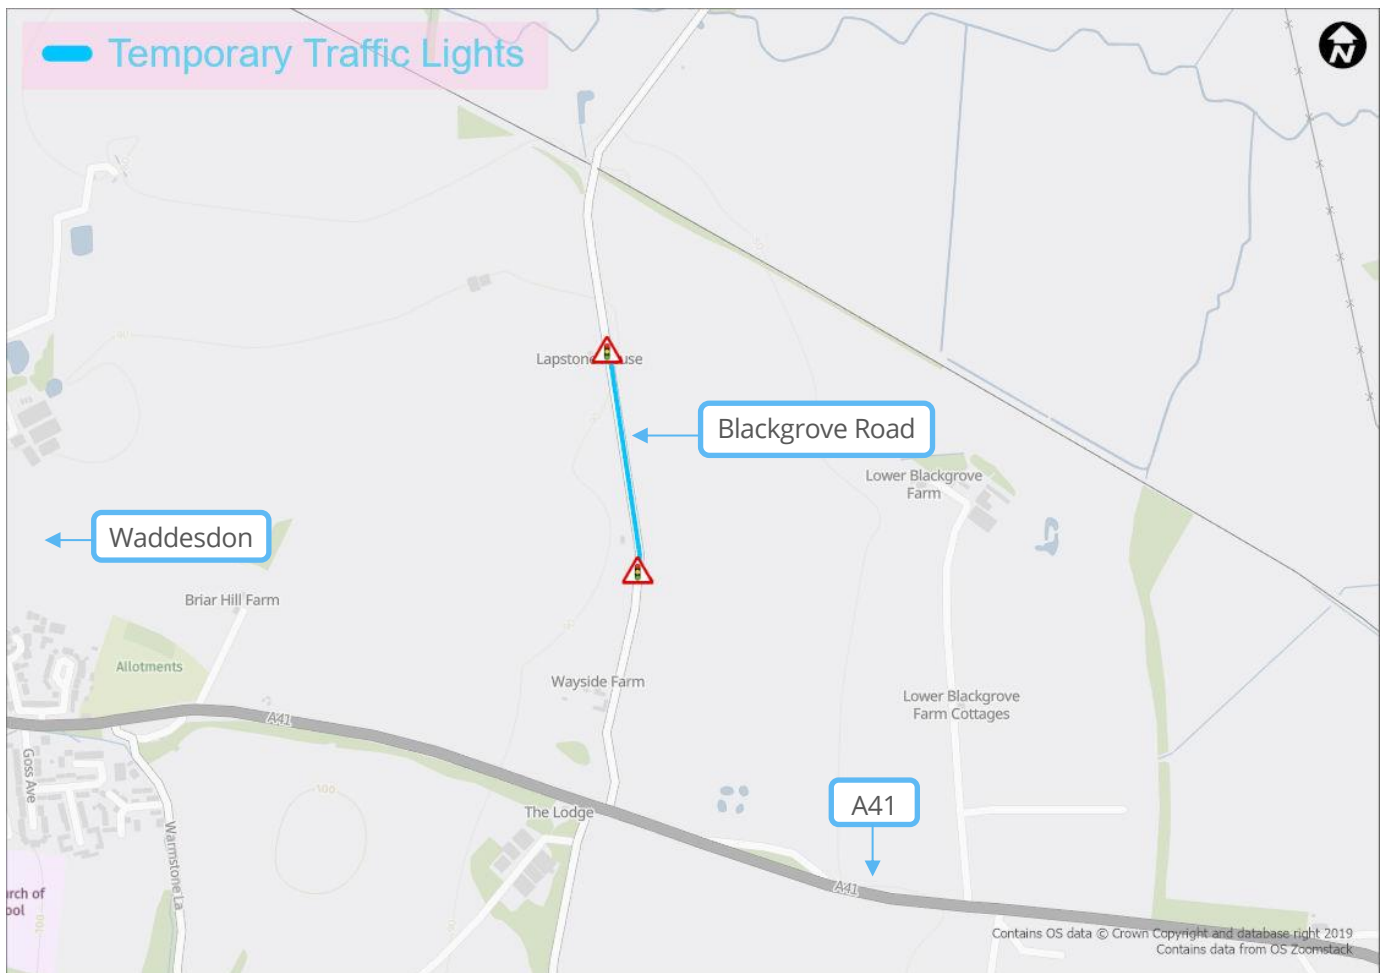 Temporary Traffic Lights
N
Lapstone use
Blackgrove Road
Lower Blackgrove
Farm
Waddesdon
Briar Hill Farm
Allotments
Wayside Farm
Lower Blackgrove
Farm Cottages
A41
Goss Ave
100
The Lodge
A41
Warmstone La
A41
rch of
ool
100
Contains OS data © Crown Copyright and database right 2019
Contains data from OS Zoomstack